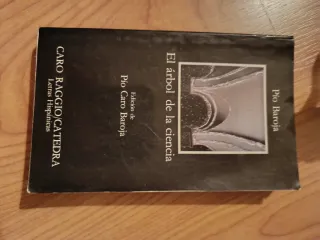 Pío Baroja
El árbol de la ciencia
Edición de
Pío Caro Baroja
CARO RAGGIO/CATEDRA
Letras Hispánicas